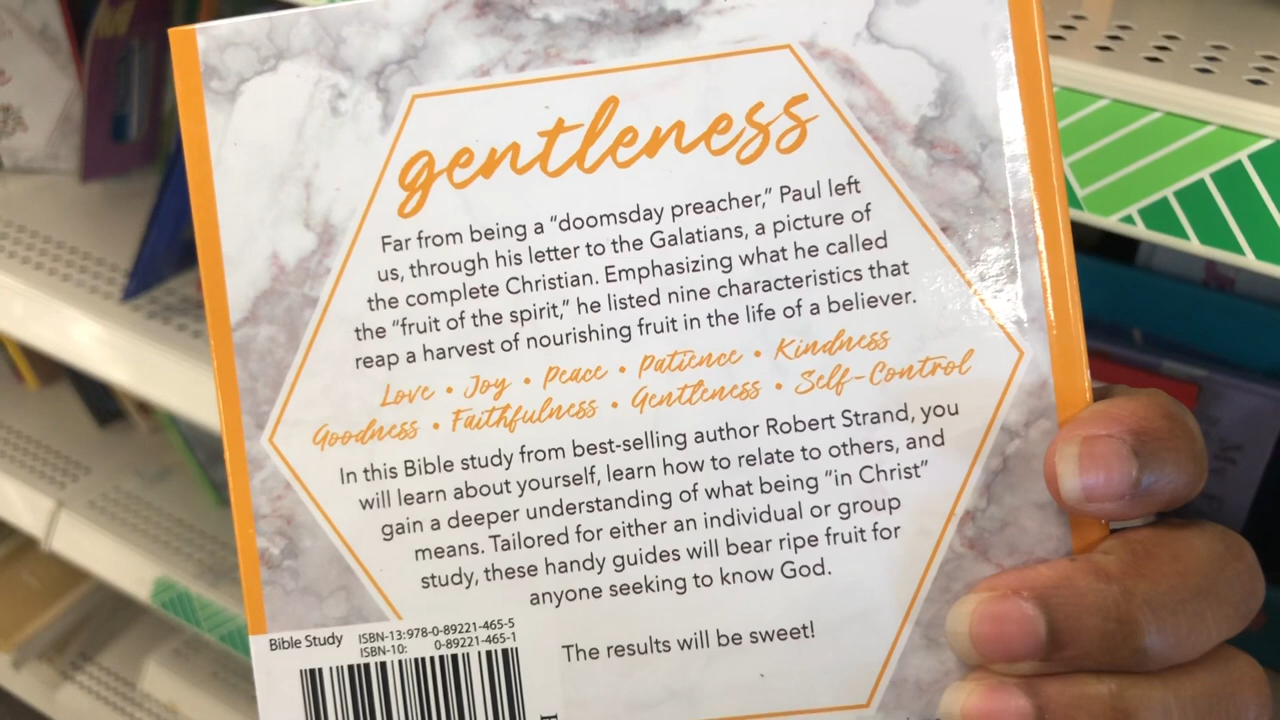 gentleness
Far from being a “doomsday preacher,” Paul left
us, through his letter to the Galatians, a picture of
the complete Christian. Emphasizing what he called
the “fruit of the spirit,” he listed nine characteristics that
reap a harvest of nourishing fruit in the life of a believer.
Love • Joy • Peace • Patience • Kindness
Goodness • Faithfulness • Gentleness • Self-Control
In this Bible study from best-selling author Robert Strand, you
will learn about yourself, learn how to relate to others, and
gain a deeper understanding of what being “in Christ”
means. Tailored for either an individual or group
study, these handy guides will bear ripe fruit for
anyone seeking to know God.
The results will be sweet!
Bible Study
ISBN-13:978-0-89221-465-5
ISBN-10: 0-89221-465-1